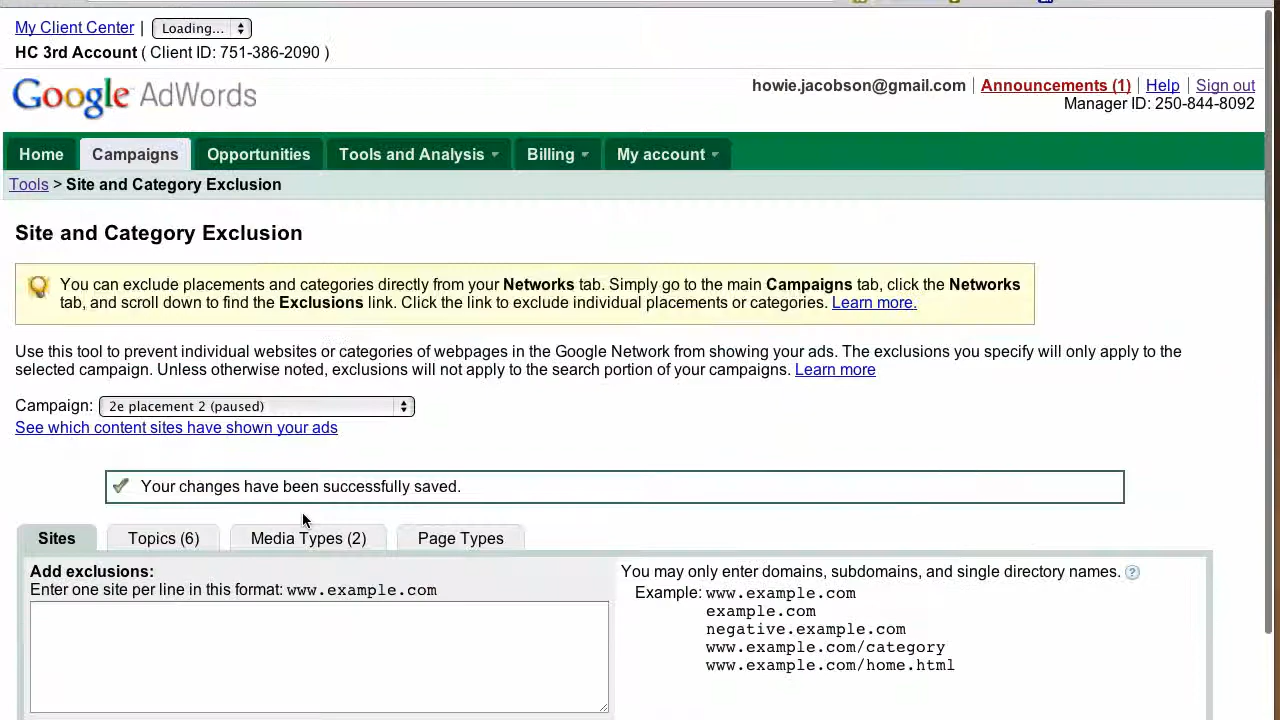 My Client Center | Loading...
HC 3rd Account ( Client ID: 751-386-2090 )
Google AdWords
howie.jacobson@gmail.com | Announcements (1) | Help | Sign out
Manager ID: 250-844-8092
Home Campaigns Opportunities Tools and Analysis Billing My account
Tools > Site and Category Exclusion
Site and Category Exclusion
You can exclude placements and categories directly from your Networks tab. Simply go to the main Campaigns tab, click the Networks
tab, and scroll down to find the Exclusions link. Click the link to exclude individual placements or categories. Learn more.
Use this tool to prevent individual websites or categories of webpages in the Google Network from showing your ads. The exclusions you specify will only apply to the
selected campaign. Unless otherwise noted, exclusions will not apply to the search portion of your campaigns. Learn more
Campaign: 2e placement 2 (paused)
See which content sites have shown your ads
Your changes have been successfully saved.
Sites Topics (6) Media Types (2) Page Types
Add exclusions:
Enter one site per line in this format: www.example.com
You may only enter domains, subdomains, and single directory names. ?
Example: www.example.com
example.com
negative.example.com
www.example.com/category
www.example.com/home.html